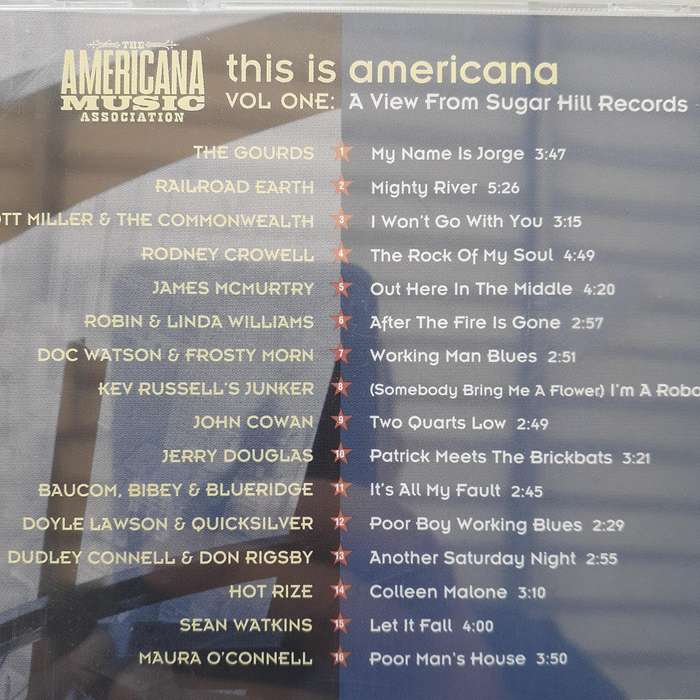 THE
AMERICANA
MUSIC
ASSOCIATION
this is americana
VOL ONE: A View From Sugar Hill Records
THE GOURDS 1 My Name Is Jorge 3:47
RAILROAD EARTH 2 Mighty River 5:26
OTT MILLER & THE COMMONWEALTH 3 I Won't Go With You 3:15
RODNEY CROWELL 4 The Rock Of My Soul 4:49
JAMES MCMURTRY 5 Out Here In The Middle 4:20
ROBIN & LINDA WILLIAMS 6 After The Fire Is Gone 2:57
DOC WATSON & FROSTY MORN 7 Working Man Blues 2:51
KEV RUSSELL'S JUNKER 8 (Somebody Bring Me A Flower) I'm A Robo
JOHN COWAN 9 Two Quarts Low 2:49
JERRY DOUGLAS 10 Patrick Meets The Brickbats 3:21
BAUCOM, BIBEY & BLUERIDGE 11 It's All My Fault 2:45
DOYLE LAWSON & QUICKSILVER 12 Poor Boy Working Blues 2:29
DUDLEY CONNELL & DON RIGSBY 13 Another Saturday Night 2:55
HOT RIZE 14 Colleen Malone 3:10
SEAN WATKINS 15 Let It Fall 4:00
MAURA O'CONNELL 16 Poor Man's House 3:50